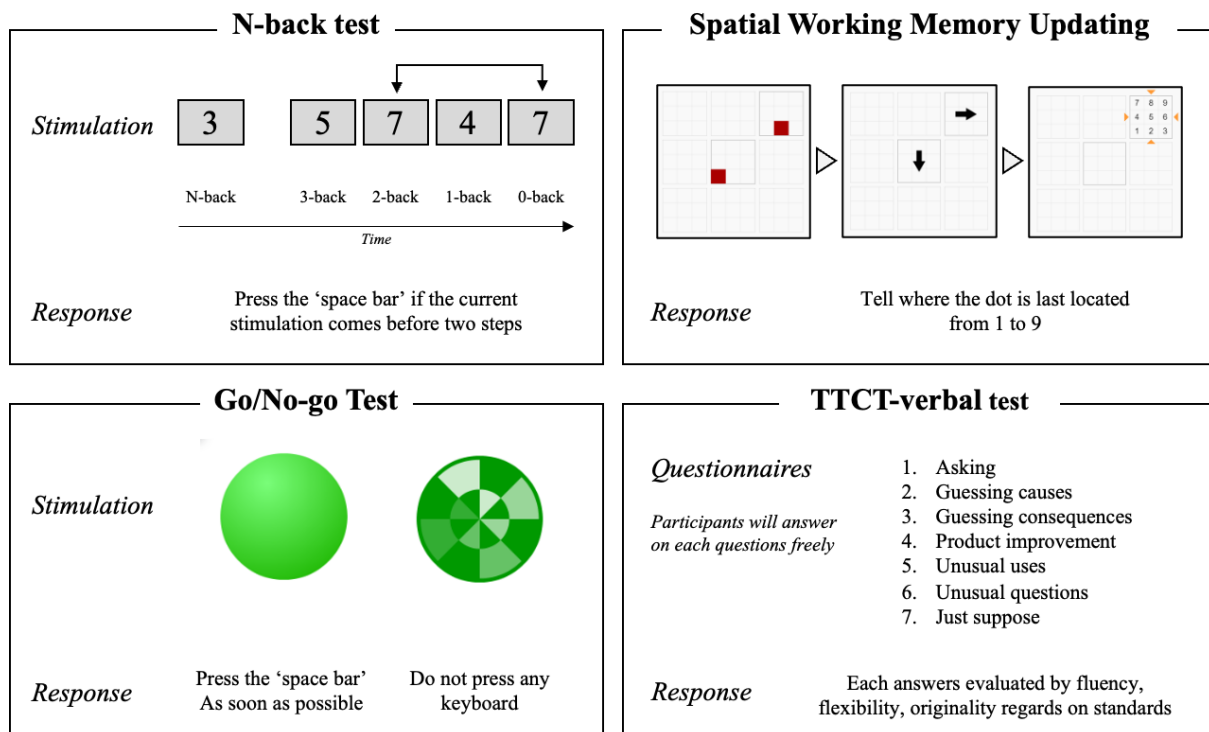 N-back test
Stimulation
3 5 7 4 7
N-back 3-back 2-back 1-back 0-back
Time
Response
Press the ‘space bar’ if the current
stimulation comes before two steps
Spatial Working Memory Updating
7 8 9
4 5 6
1 2 3
Response
Tell where the dot is last located
from 1 to 9
Go/No-go Test
Stimulation
Response
Press the ‘space bar’
As soon as possible
Do not press any
keyboard
TTCT-verbal test
Questionnaires
Participants will answer
on each questions freely
1. Asking
2. Guessing causes
3. Guessing consequences
4. Product improvement
5. Unusual uses
6. Unusual questions
7. Just suppose
Response
Each answers evaluated by fluency,
flexibility, originality regards on standards